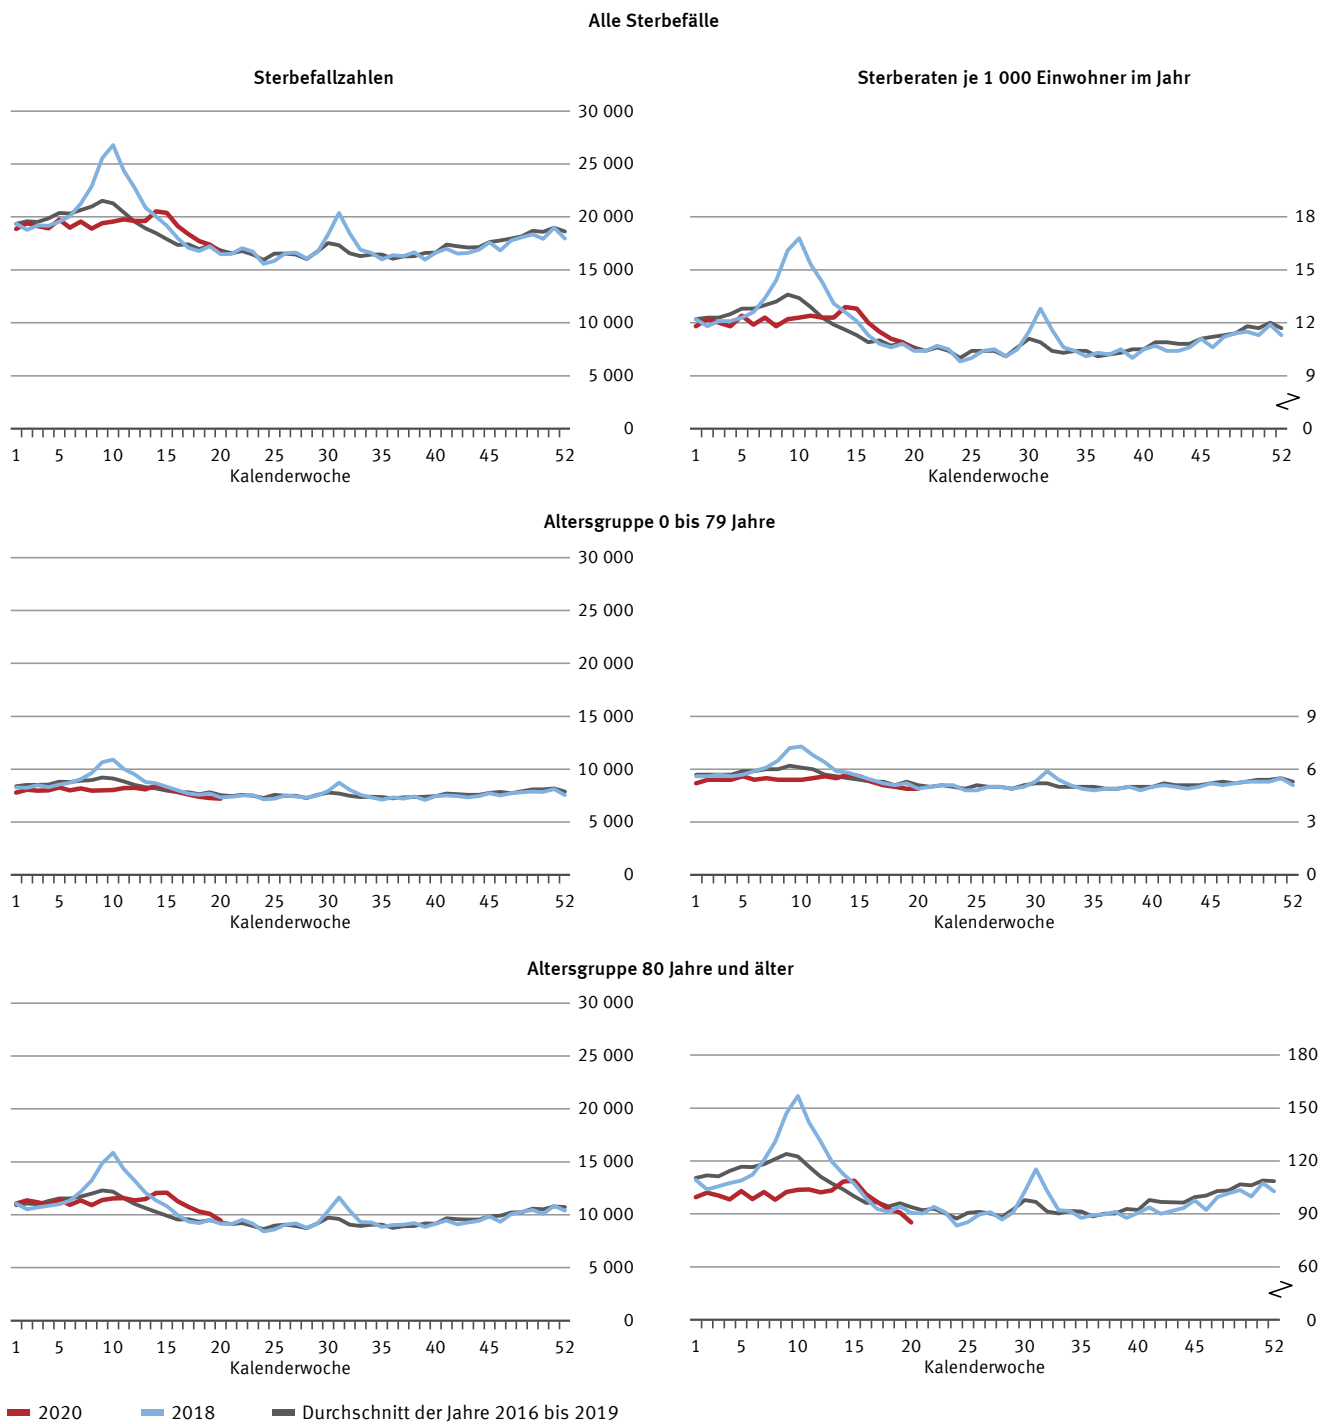 Alle Sterbefälle
Sterbefallzahlen
Sterberaten je 1 000 Einwohner im Jahr
30 000
25 000
20 000
15 000
10 000
5 000
0
1 5 10 15 20 25 30 35 40 45 52
Kalenderwoche
18
15
12
9
0
1 5 10 15 20 25 30 35 40 45 52
Kalenderwoche
Altersgruppe 0 bis 79 Jahre
30 000
25 000
20 000
15 000
10 000
5 000
0
1 5 10 15 20 25 30 35 40 45 52
Kalenderwoche
9
6
3
0
1 5 10 15 20 25 30 35 40 45 52
Kalenderwoche
Altersgruppe 80 Jahre und älter
30 000
25 000
20 000
15 000
10 000
5 000
0
1 5 10 15 20 25 30 35 40 45 52
Kalenderwoche
180
150
120
90
60
0
1 5 10 15 20 25 30 35 40 45 52
Kalenderwoche
2020 2018 Durchschnitt der Jahre 2016 bis 2019